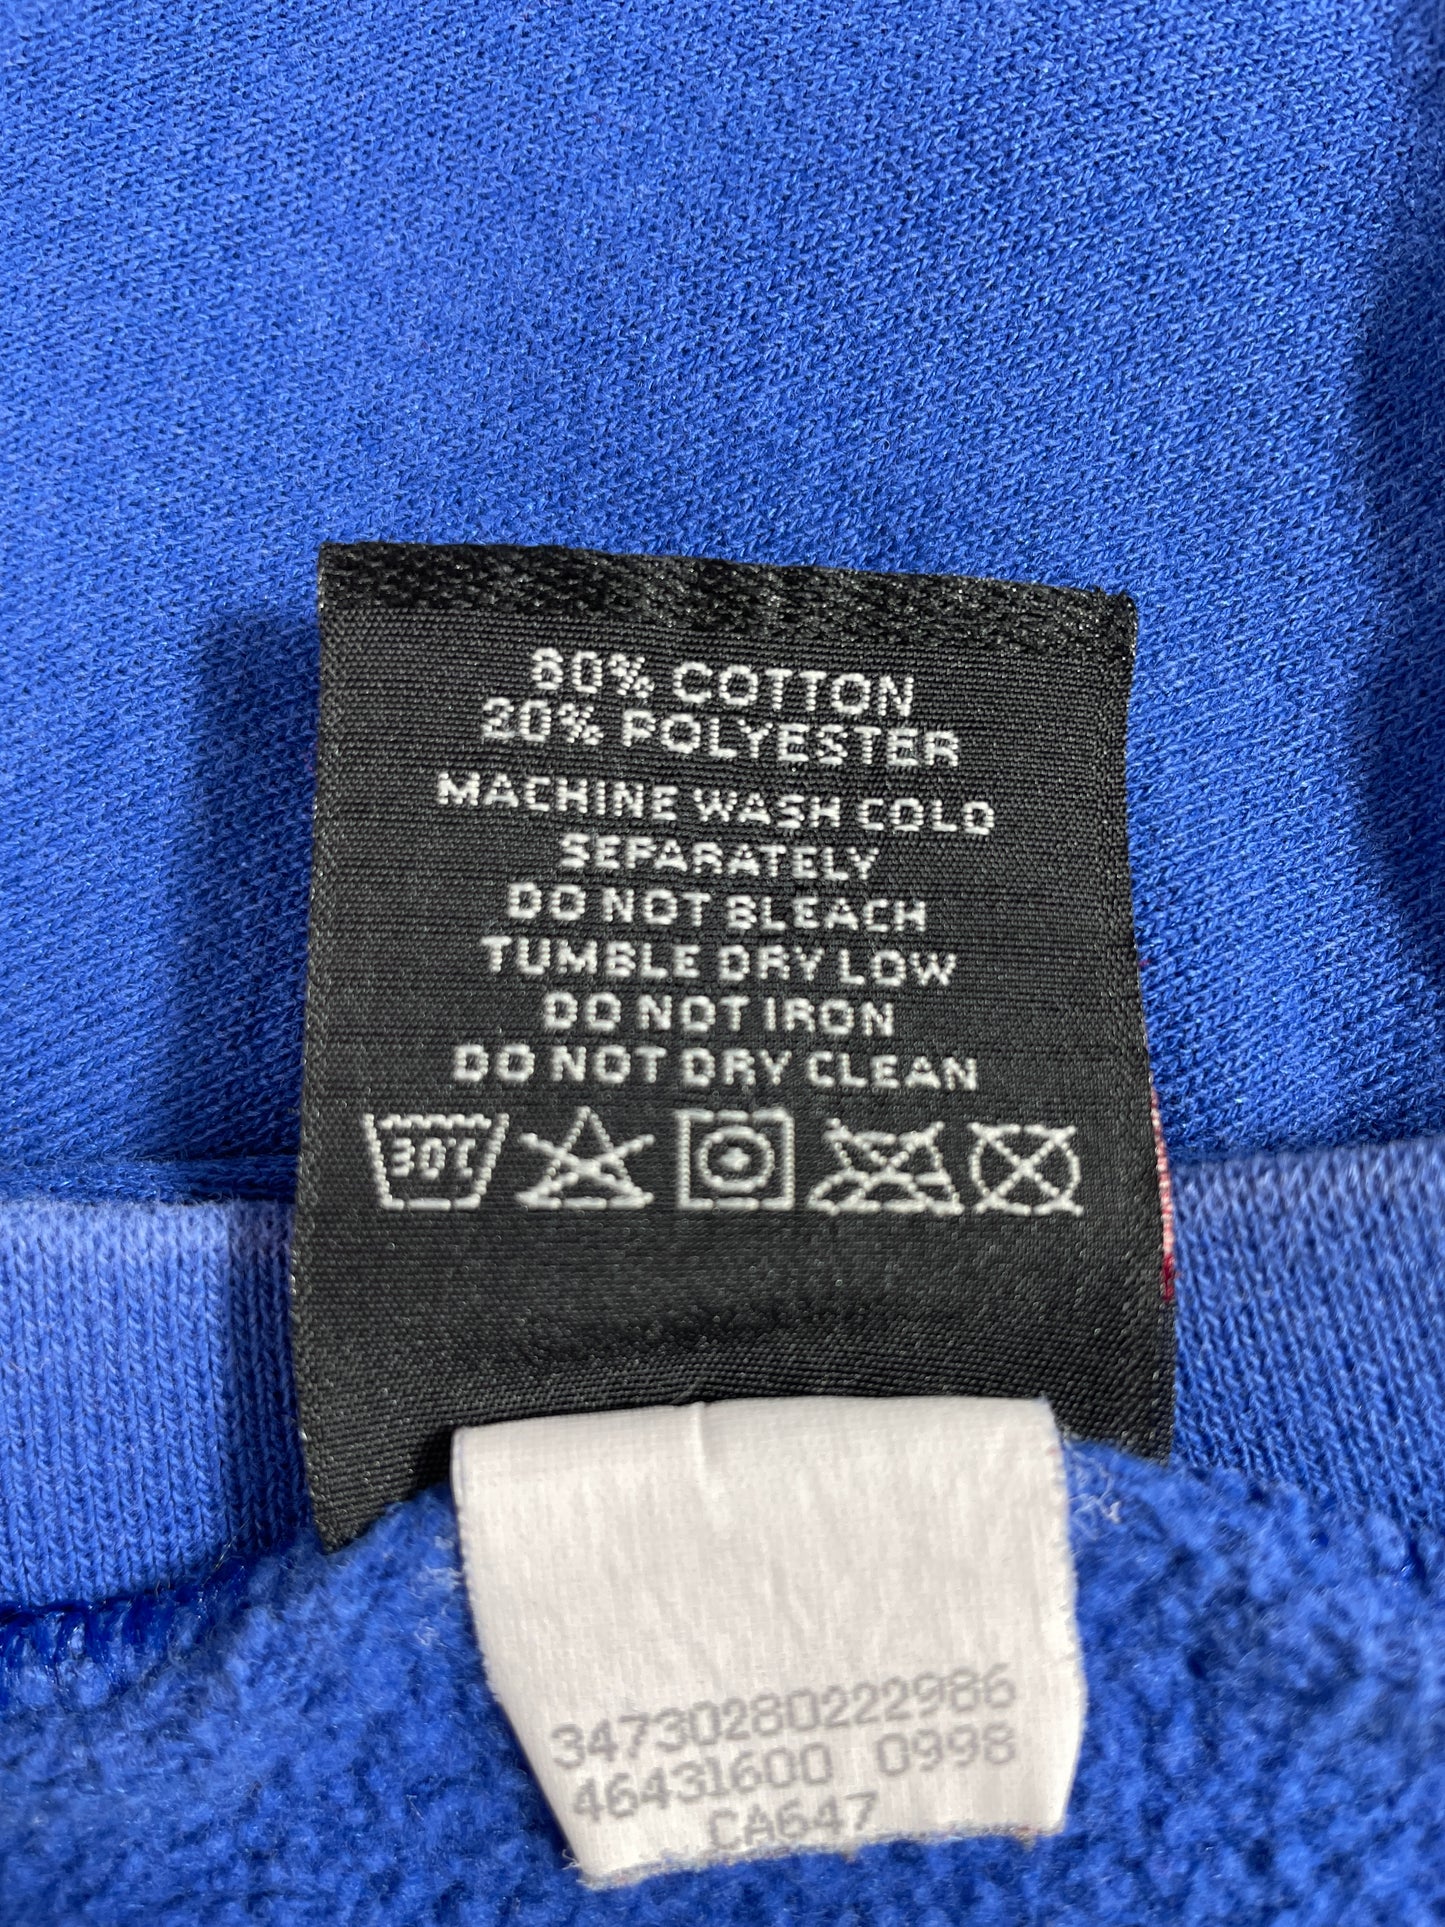 80% COTTON
20% POLYESTER
MACHINE WASH COLD
SEPARATELY
DO NOT BLEACH
TUMBLE DRY LOW
DO NOT IRON
DO NOT DRY CLEAN
30C
34730280222986
46431600 0998
CA647